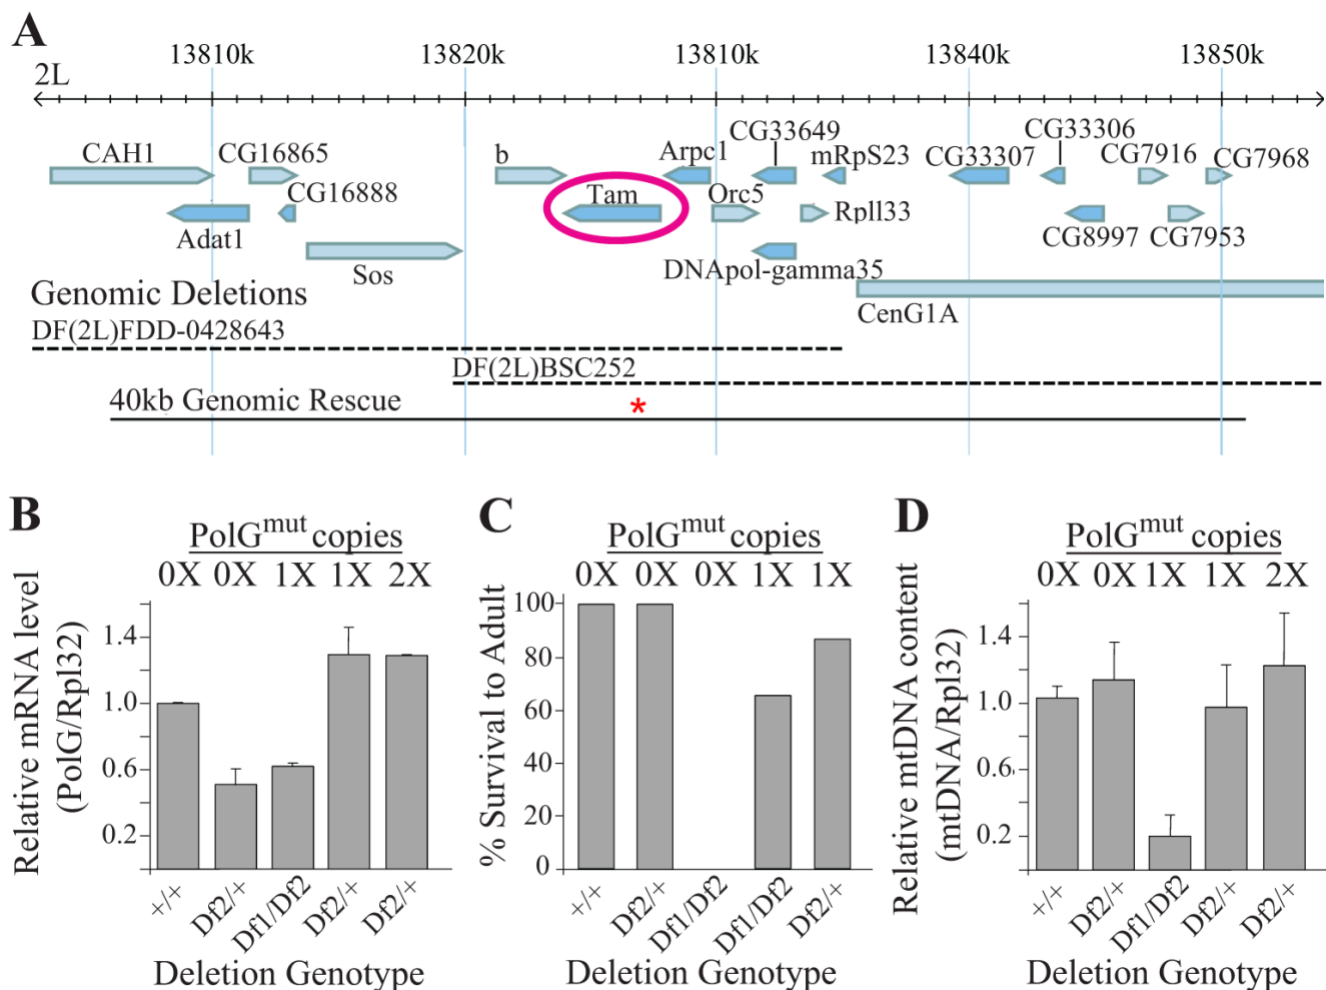 A
13810k 13820k 13810k 13840k 13850k
2L
CG33649 CG33306
CAH1 CG16865 b Arpc1 mRpS23 CG33307 CG7916 CG7968
CG16888 Tam Orc5 Rpll33
Adat1 CG8997 CG7953
Sos DNApol-gamma35
Genomic Deletions CenG1A
DF(2L)FDD-0428643
DF(2L)BSC252
40kb Genomic Rescue *
B
PolG^mut copies
0X 0X 1X 1X 2X
Relative mRNA level
(PolG/Rpl32)
1.4
1.0
0.6
0.2
+/+ Df2/+ Df1/Df2 Df2/+ Df2/+
Deletion Genotype
C
PolG^mut copies
0X 0X 0X 1X 1X
% Survival to Adult
100
80
60
40
20
0
+/+ Df2/+ Df1/Df2 Df1/Df2 Df2/+
Deletion Genotype
D
PolG^mut copies
0X 0X 1X 1X 2X
Relative mtDNA content
(mtDNA/Rpl32)
1.4
1.0
0.6
0.2
+/+ Df2/+ Df1/Df2 Df2/+ Df2/+
Deletion Genotype